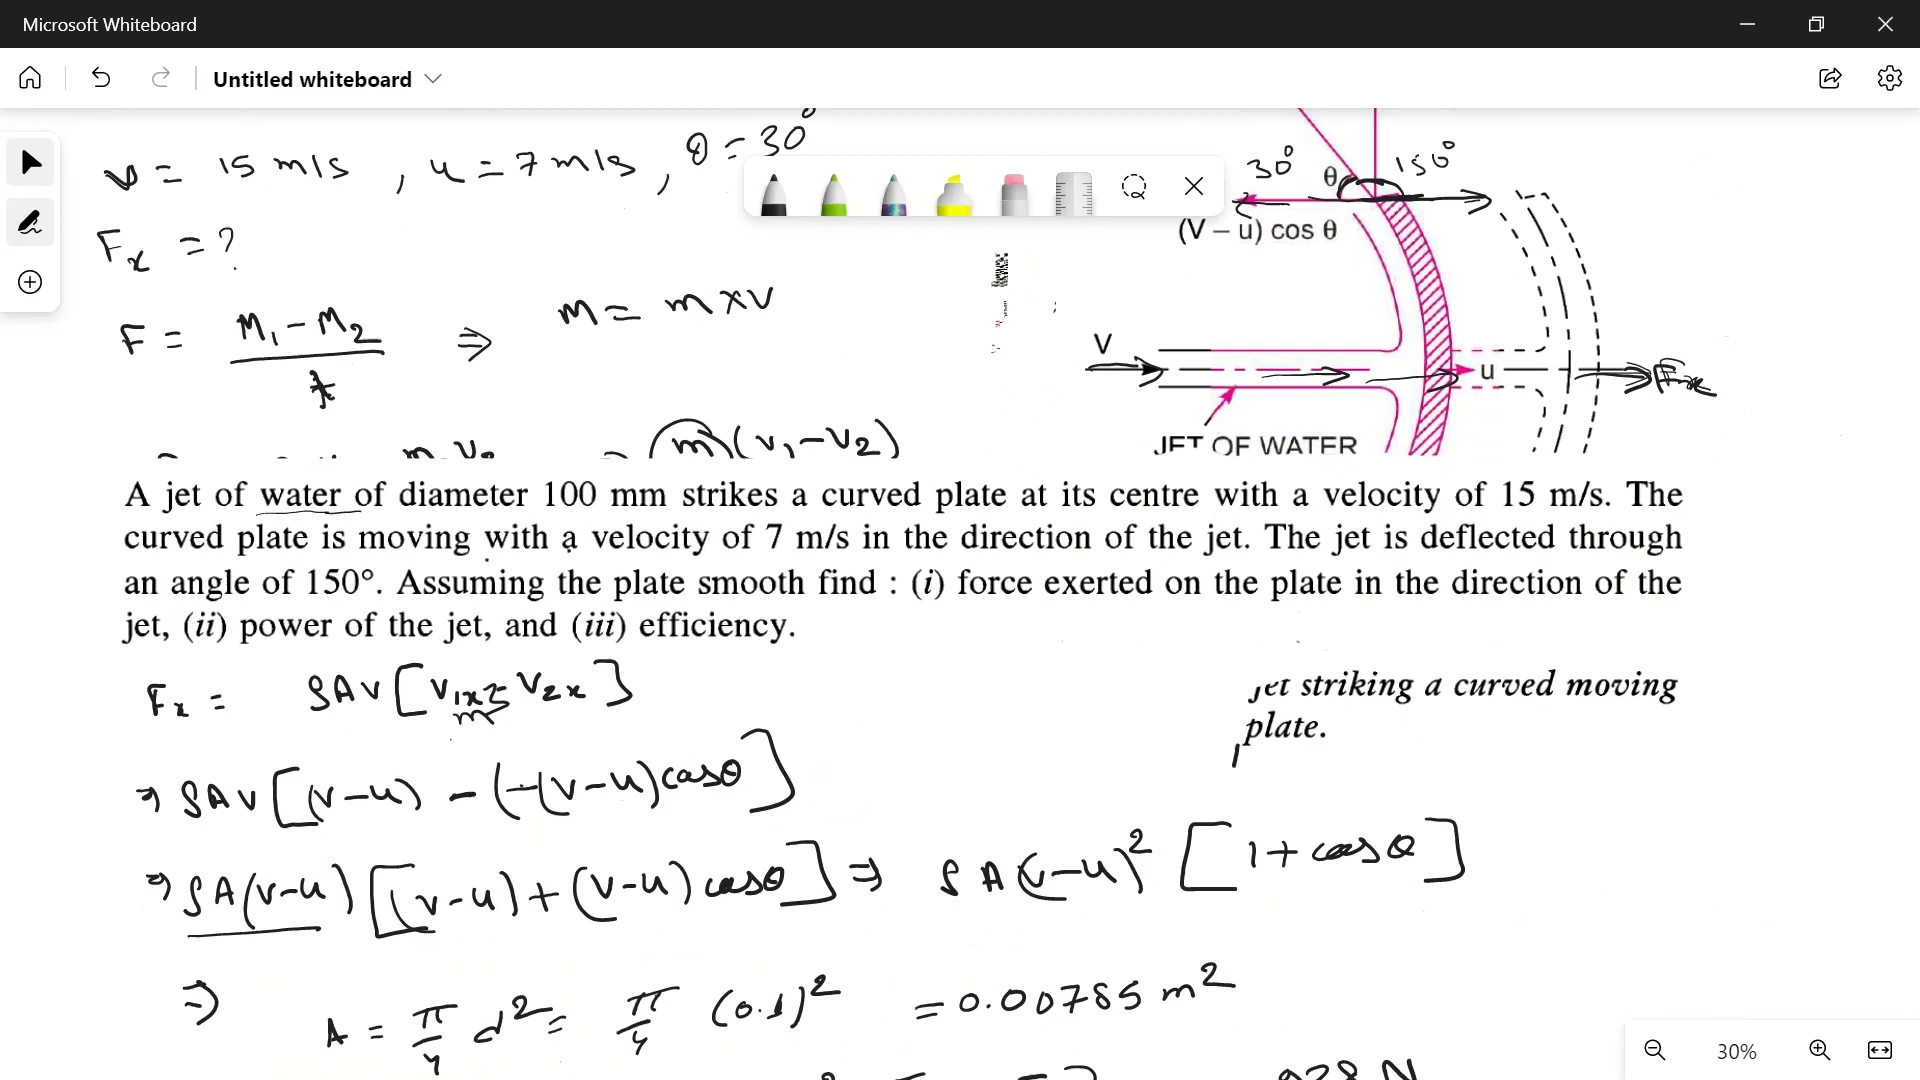 Microsoft Whiteboard
Untitled whiteboard
v = 15 m/s , u = 7 m/s , θ = 30°
Fx = ?
F = M₁ - M₂ / t ⇒ M = m x v
m(v₁-v₂)
30° θ 150°
(V – u) cos θ
V
u
Fx
JET OF WATER
A jet of water of diameter 100 mm strikes a curved plate at its centre with a velocity of 15 m/s. The
curved plate is moving with a velocity of 7 m/s in the direction of the jet. The jet is deflected through
an angle of 150°. Assuming the plate smooth find : (i) force exerted on the plate in the direction of the
jet, (ii) power of the jet, and (iii) efficiency.
Fx = ρAV[V1x - V2x]
Jet striking a curved moving
plate.
⇒ ρAV[(V-u) - (-(V-u)cosθ]
⇒ ρA(V-u)[(V-u)+(V-u)cosθ] ⇒ ρA(V-u)² [1+cosθ]
⇒
A = π/4 d² = π/4 (0.1)² = 0.00785 m²
30%